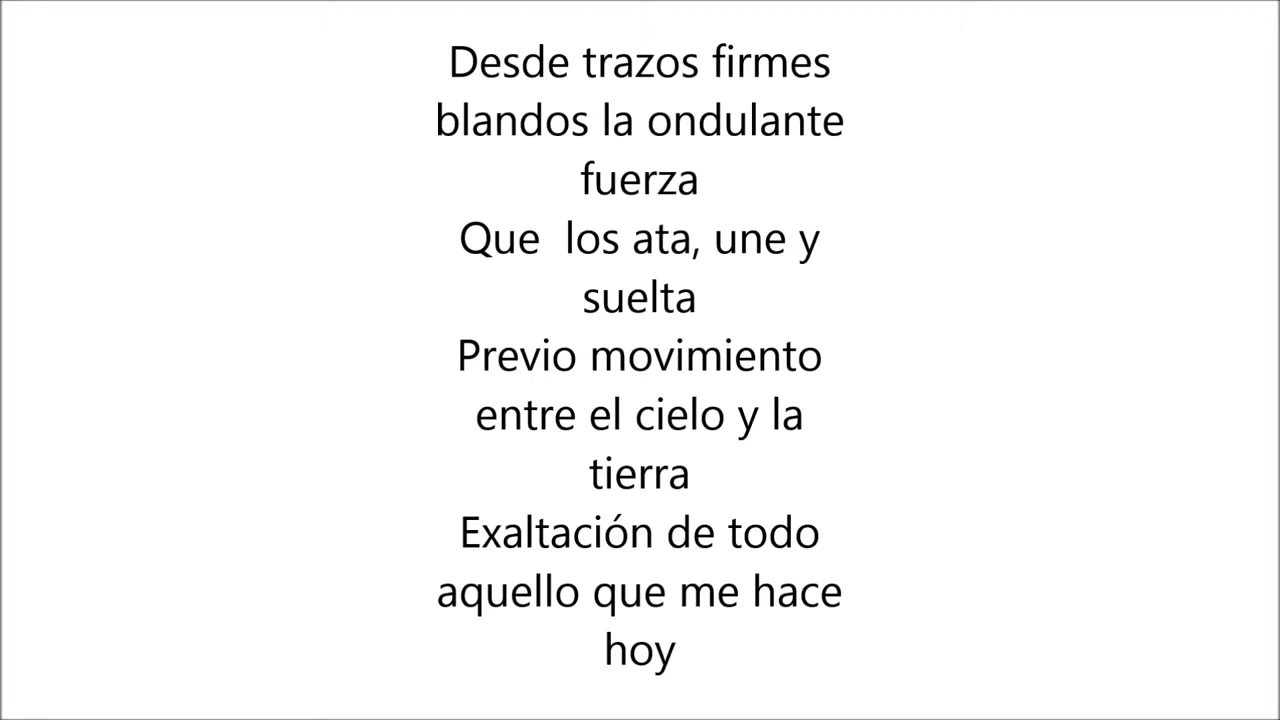 Desde trazos firmes
blandos la ondulante
fuerza
Que  los ata, une y
suelta
Previo movimiento
entre el cielo y la
tierra
Exaltación de todo
aquello que me hace
hoy